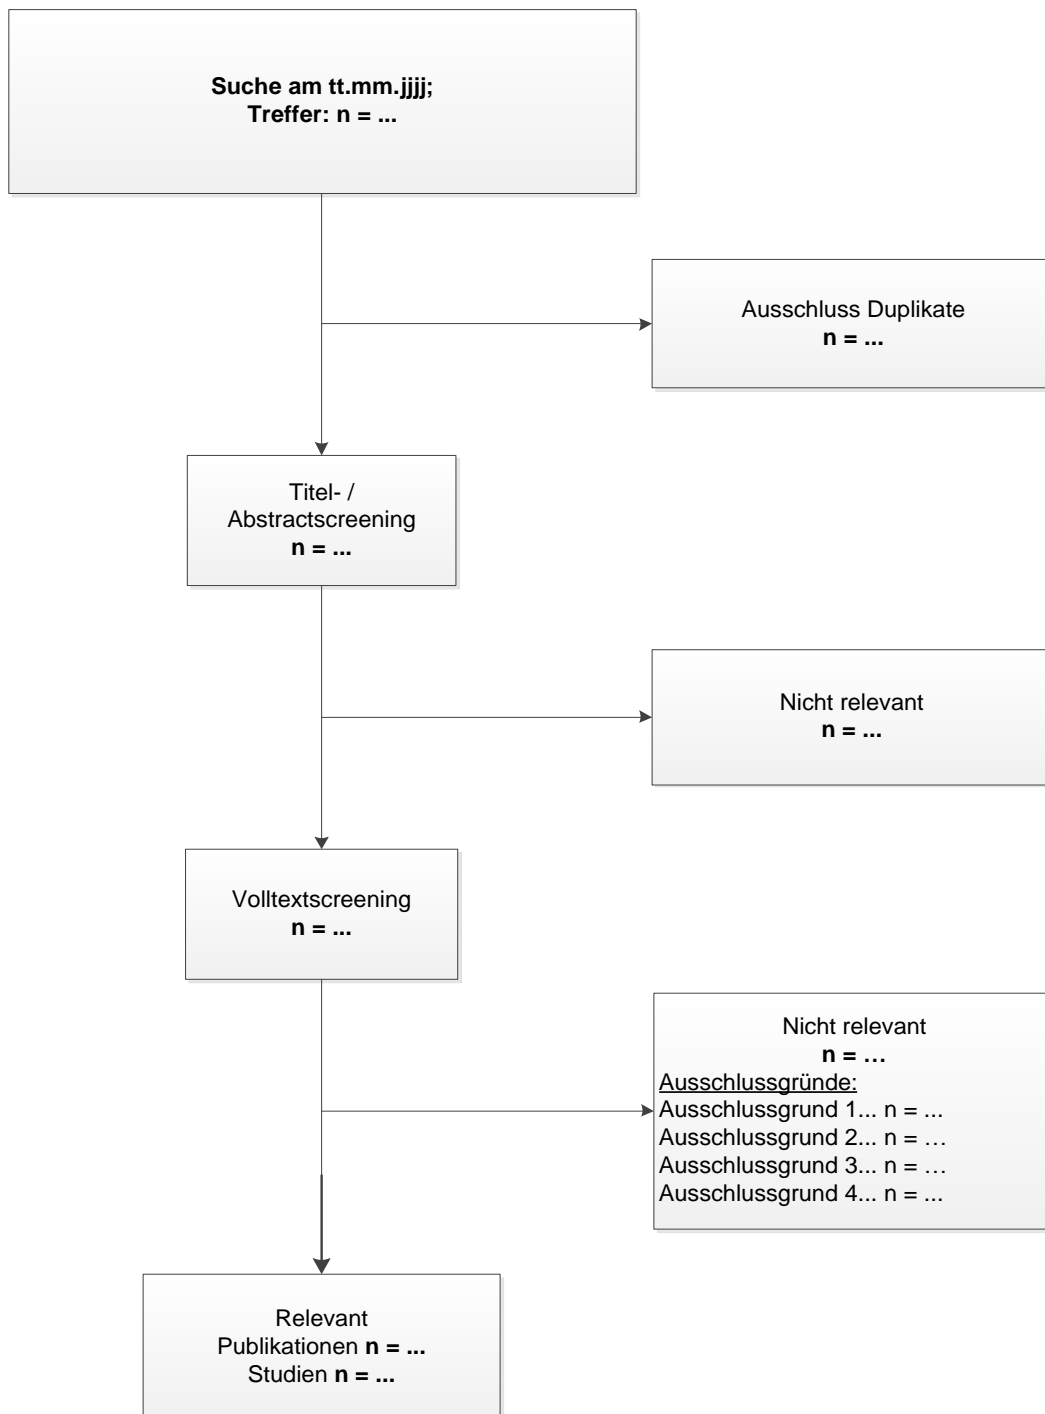 Suche am tt.mm.jjjj;
Treffer: n = ...
Ausschluss Duplikate
n = ...
Titel- /
Abstractscreening
n = ...
Nicht relevant
n = ...
Volltextscreening
n = ...
Nicht relevant
n = …
Ausschlussgründe:
Ausschlussgrund 1... n = ...
Ausschlussgrund 2... n = …
Ausschlussgrund 3... n = …
Ausschlussgrund 4... n = ...
Relevant
Publikationen n = ...
Studien n = ...